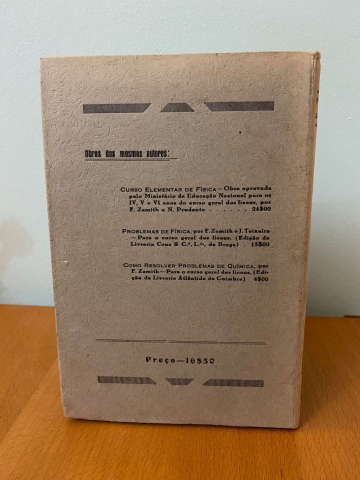 Obras dos mesmos autores:
CURSO ELEMENTAR DE FÍSICA — Obra aprovada
pelo Ministério da Educação Nacional para os
IV, V e VI anos do curso geral dos liceus, por
F. Zamith e N. Prudente . . . . . . 24$00
PROBLEMAS DE FÍSICA, por F. Zamith e J. Teixeira
— Para o curso geral dos liceus. (Edição da
Livraria Cruz & C.ª, L.da, de Braga) 15$00
COMO RESOLVER PROBLEMAS DE QUÍMICA, por
F. Zamith — Para o curso geral dos liceus. (Edi-
ção da Livraria Atlântida de Coimbra) 4$00
Preço—16$50